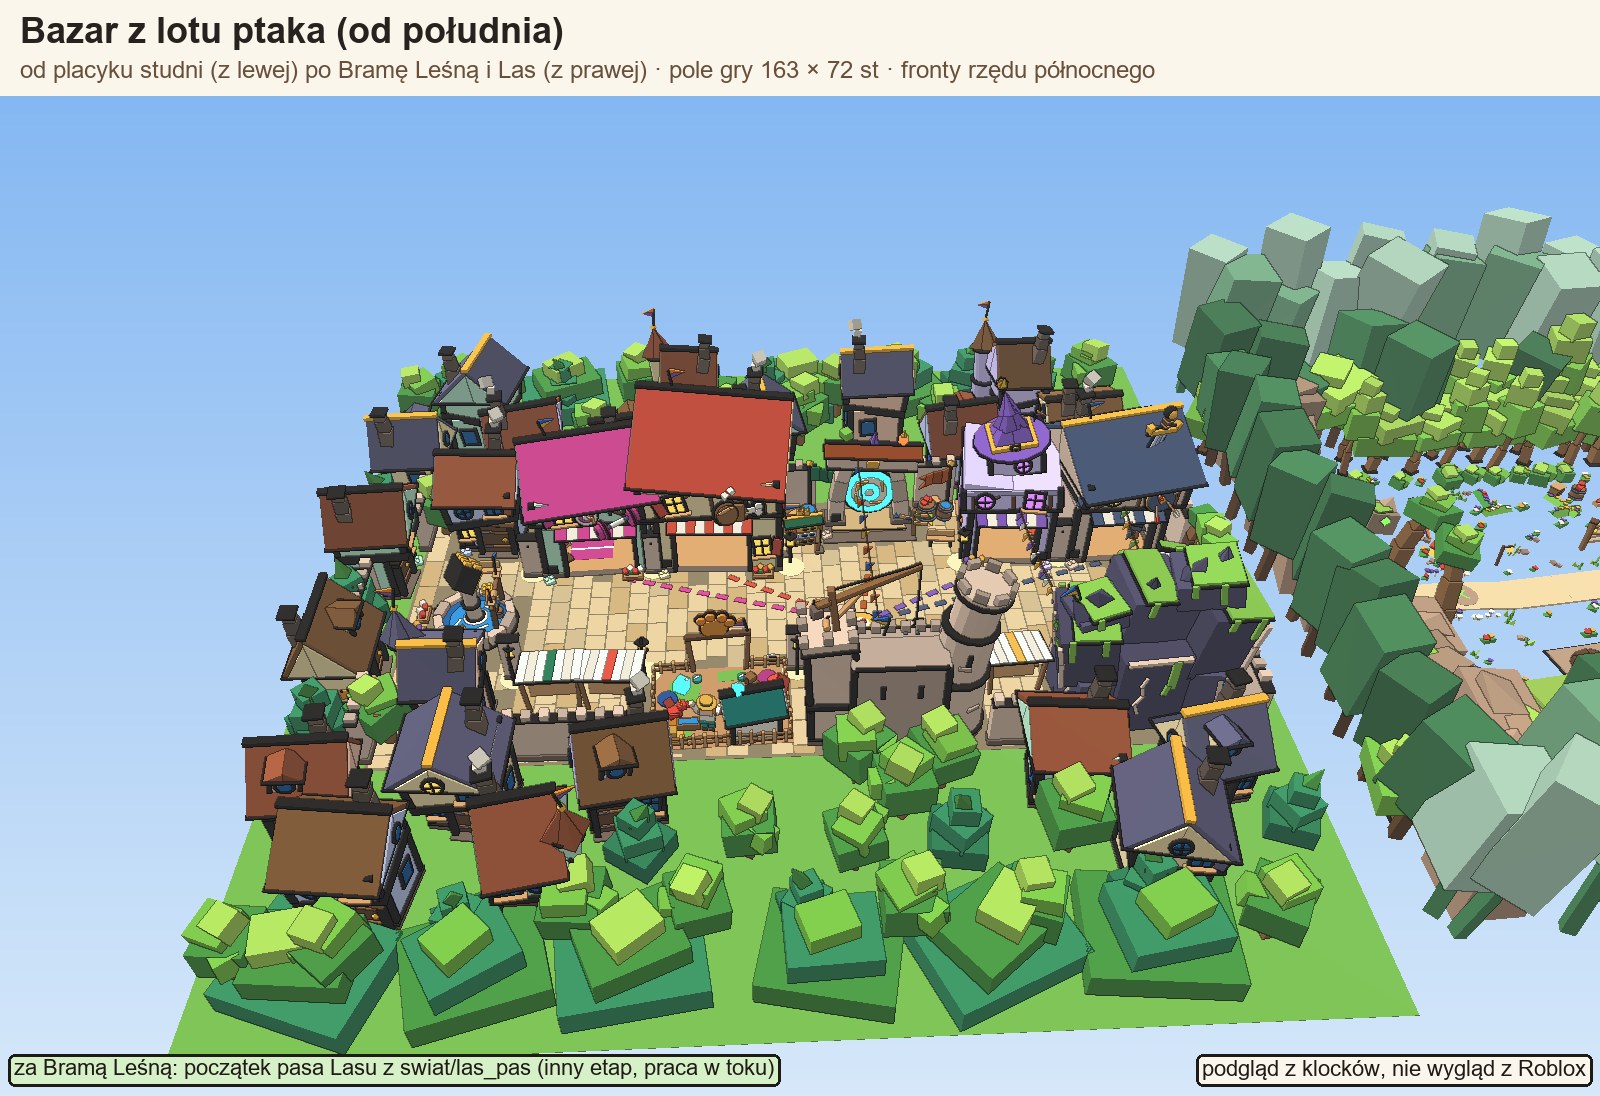 Bazar z lotu ptaka (od południa)
od placyku studni (z lewej) po Bramę Leśną i Las (z prawej) · pole gry 163 × 72 st · fronty rzędu północnego
za Bramą Leśną: początek pasa Lasu z swiat/las_pas (inny etap, praca w toku)
podgląd z klocków, nie wygląd z Roblox